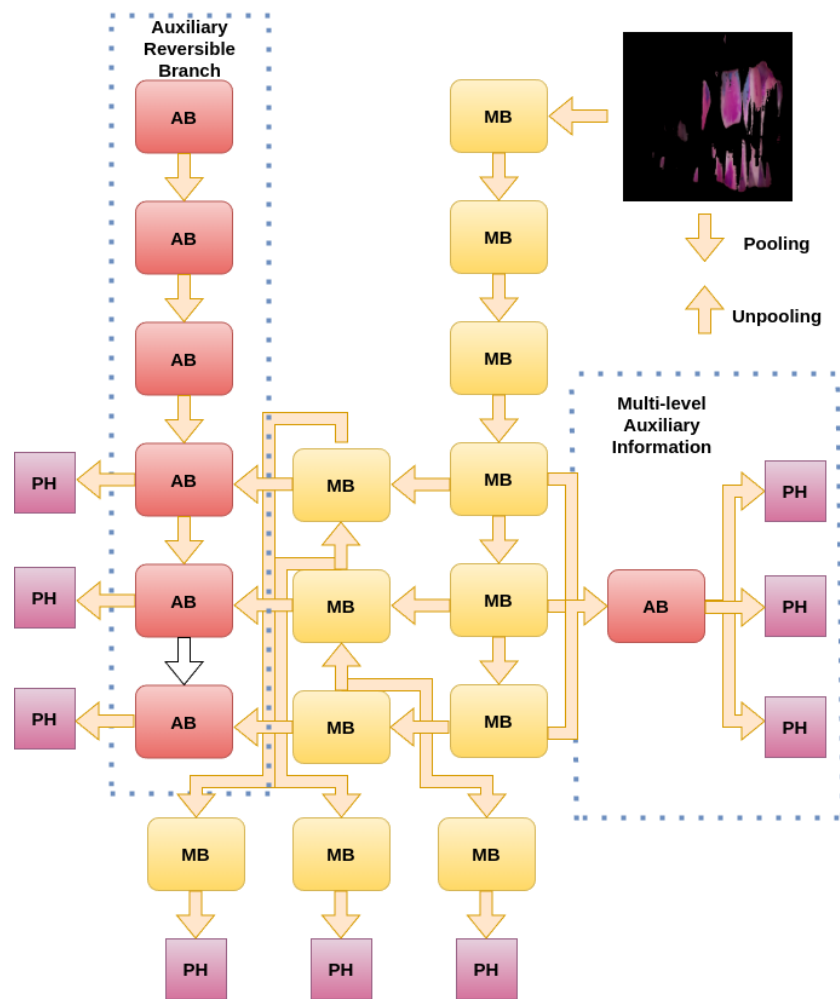 Auxiliary
Reversible
Branch
AB
MB
AB
MB
Pooling
Unpooling
AB
MB
Multi-level
Auxiliary
Information
PH
AB
MB
MB
PH
PH
AB
MB
MB
AB
PH
PH
AB
MB
MB
PH
MB
MB
MB
PH
PH
PH